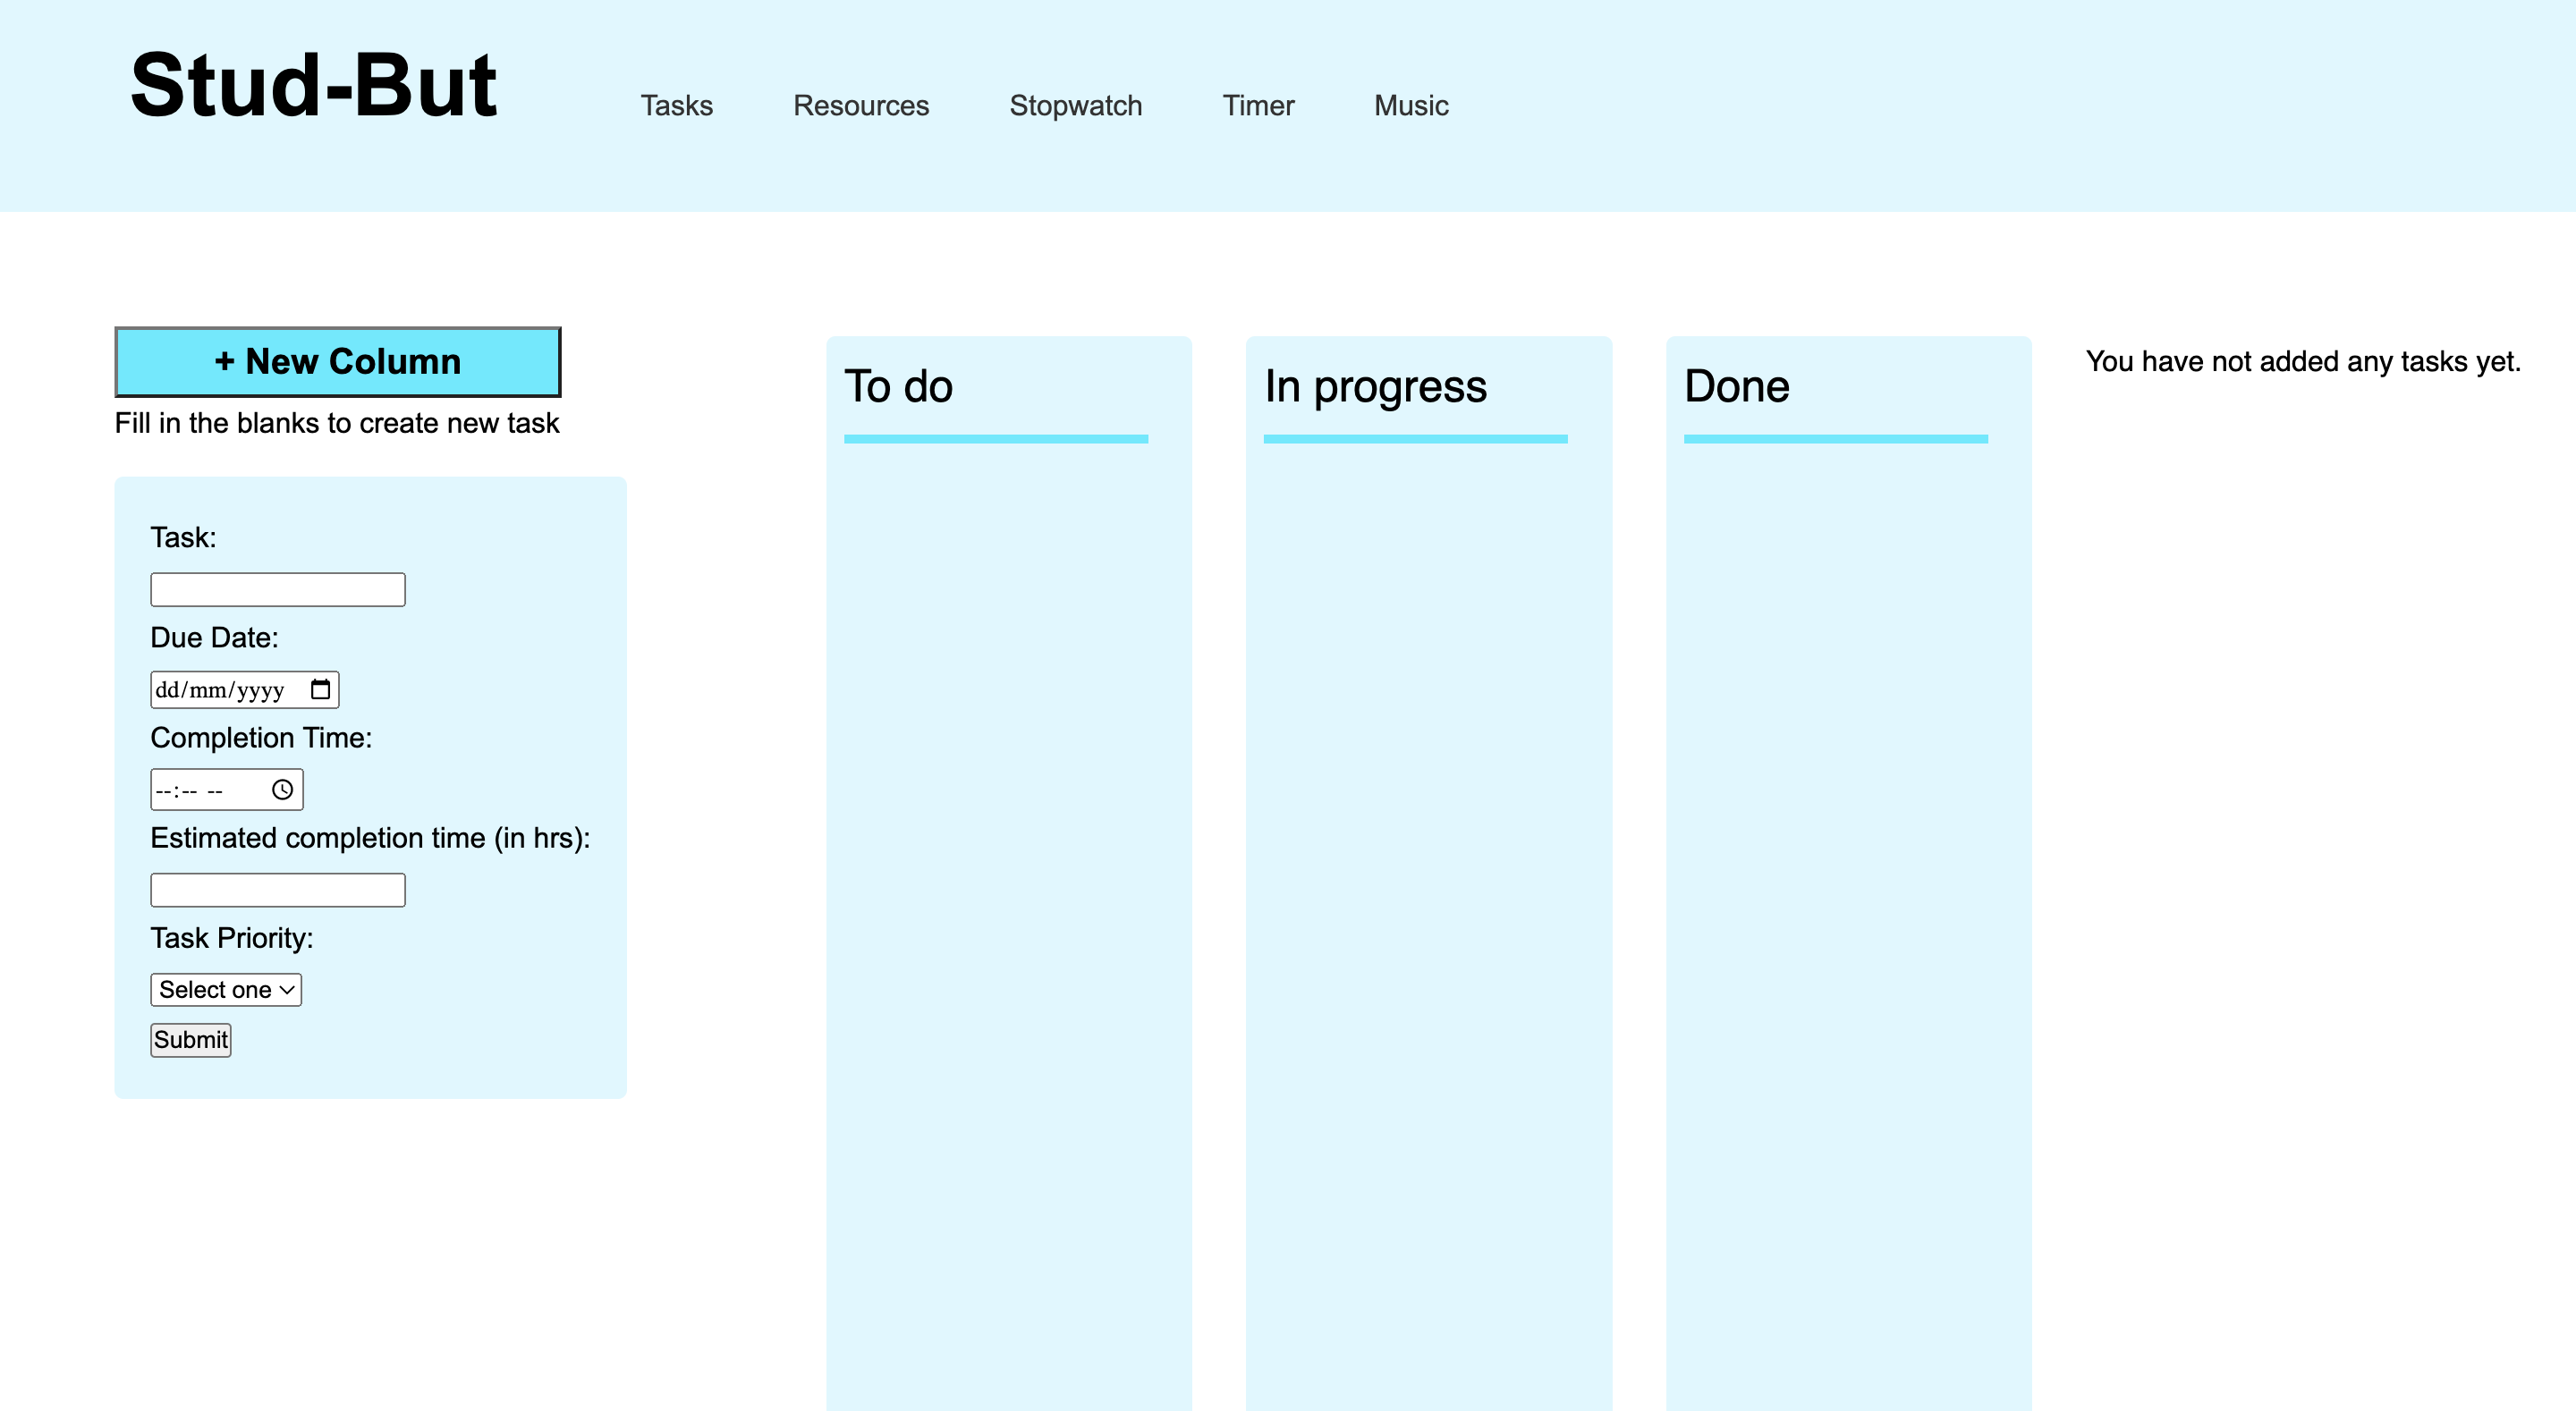 Stud-But
Tasks Resources Stopwatch Timer Music
+ New Column
Fill in the blanks to create new task
Task:
Due Date:
dd/mm/yyyy
Completion Time:
--:-- --
Estimated completion time (in hrs):
Task Priority:
Select one
Submit
To do
In progress
Done
You have not added any tasks yet.